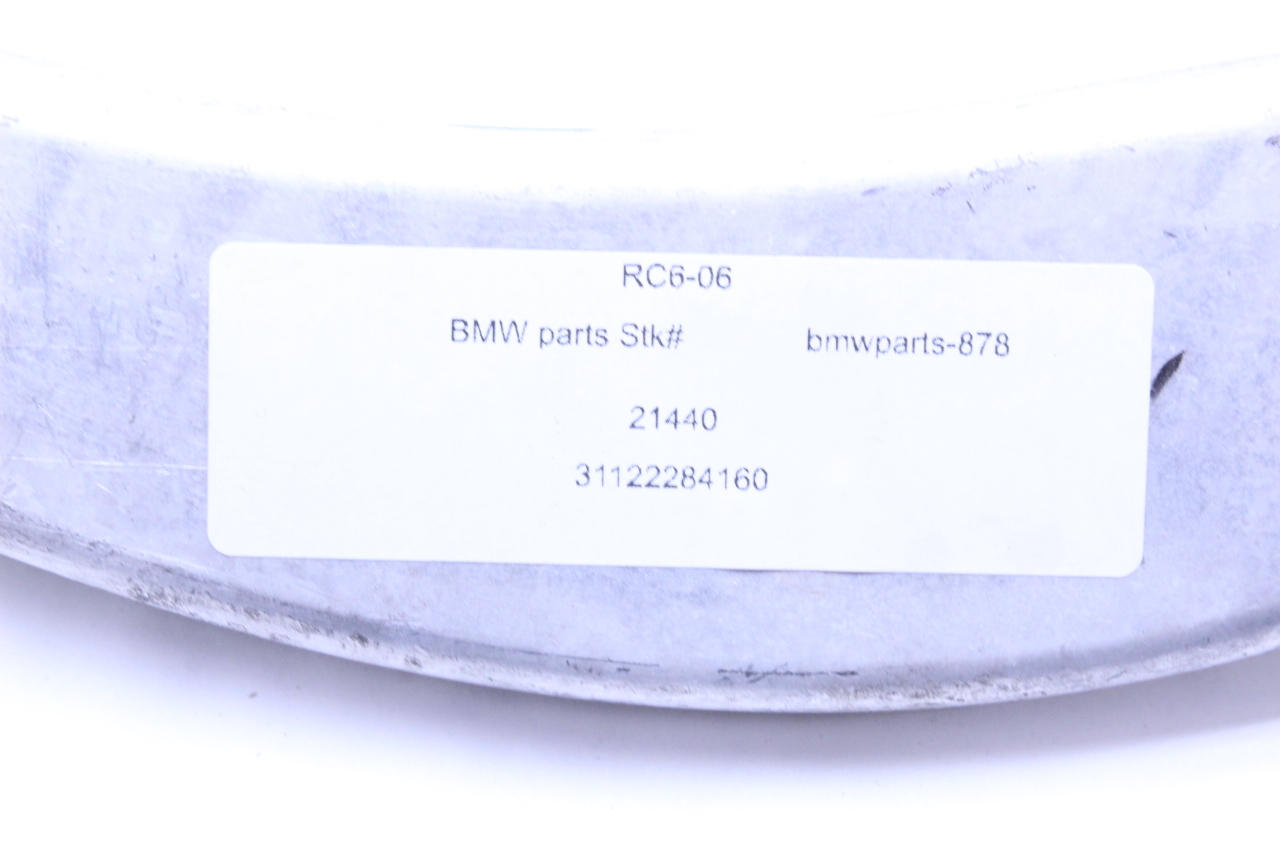 RC6-06
BMW parts Stk# bmwparts-878
21440
31122284160